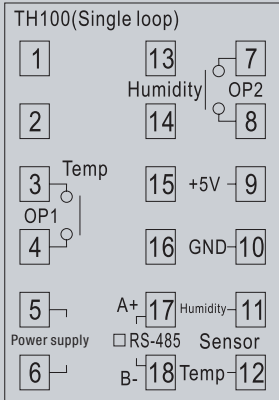 TH100(Single loop)
1 13 7
Humidity OP2
2 14 8
Temp
3 15 +5V 9
OP1
4 16 GND 10
5 A+ 17 Humidity 11
Power supply RS-485 Sensor
6 B- 18 Temp 12